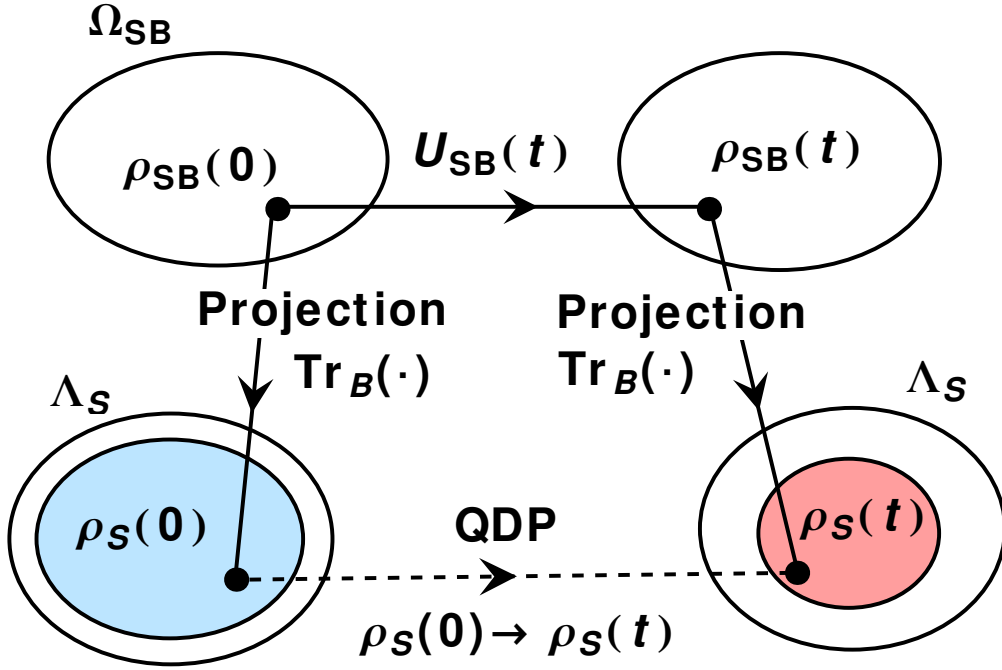 Ω_SB
ρ_SB(0)
U_SB(t)
ρ_SB(t)
Projection
Tr_B(·)
Projection
Tr_B(·)
Λ_S
Λ_S
ρ_S(0)
QDP
ρ_S(t)
ρ_S(0) → ρ_S(t)